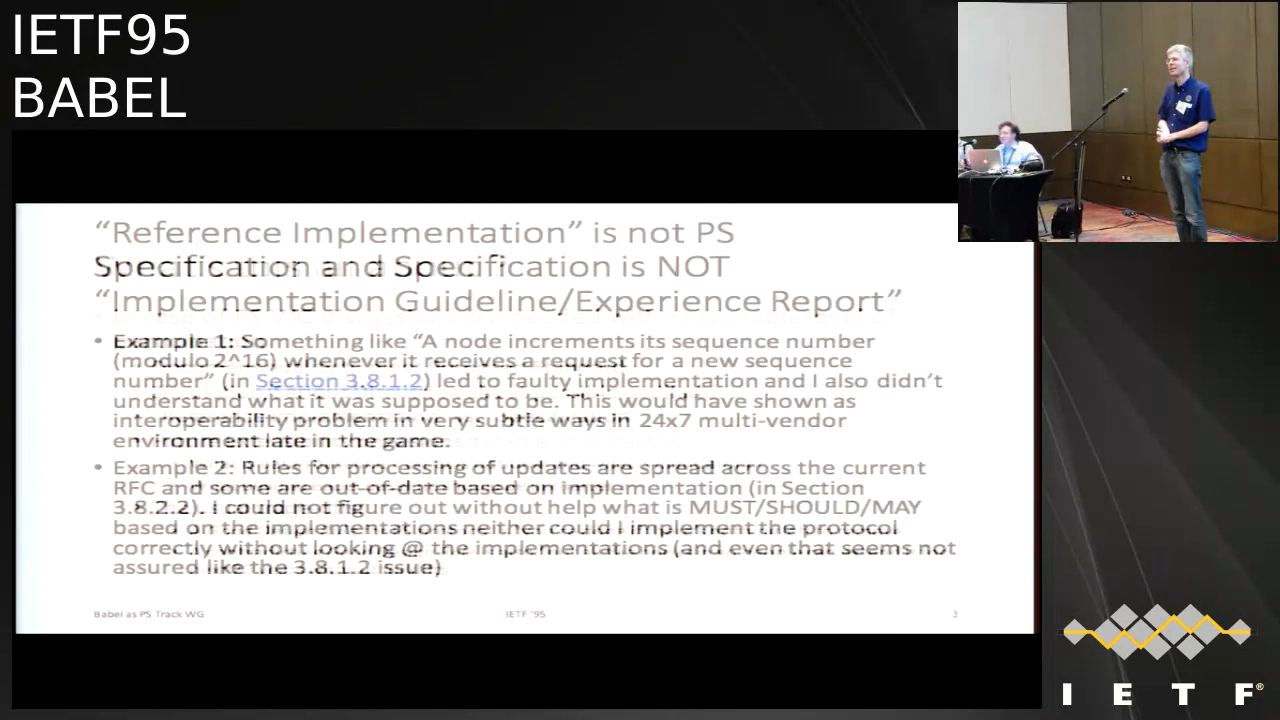 IETF95
BABEL
“Reference Implementation” is not PS
Specification and Specification is NOT
“Implementation Guideline/Experience Report”
• Example 1: Something like “A node increments its sequence number
(modulo 2^16) whenever it receives a request for a new sequence
number” (in Section 3.8.1.2) led to faulty implementation and I also didn’t
understand what it was supposed to be. This would have shown as
interoperability problem in very subtle ways in 24x7 multi-vendor
environment late in the game.
• Example 2: Rules for processing of updates are spread across the current
RFC and some are out-of-date based on implementation (in Section
3.8.2.2). I could not figure out without help what is MUST/SHOULD/MAY
based on the implementations neither could I implement the protocol
correctly without looking @ the implementations (and even that seems not
assured like the 3.8.1.2 issue)
Babel as PS Track WG
IETF '95
3
I E T F®